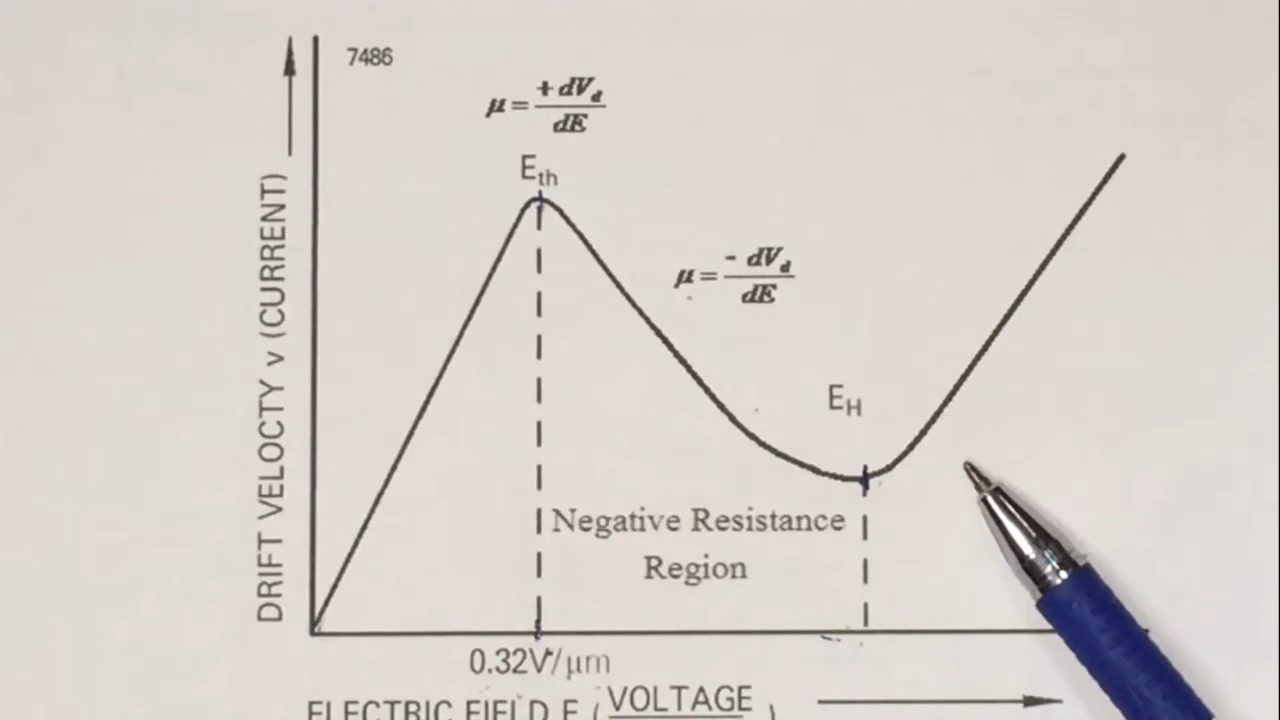 7486
μ = +dV_d / dE
E_th
μ = - dV_d / dE
E_H
DRIFT VELOCTY v (CURRENT)
Negative Resistance
Region
0.32V/μm
ELECTRIC FIELD E (VOLTAGE